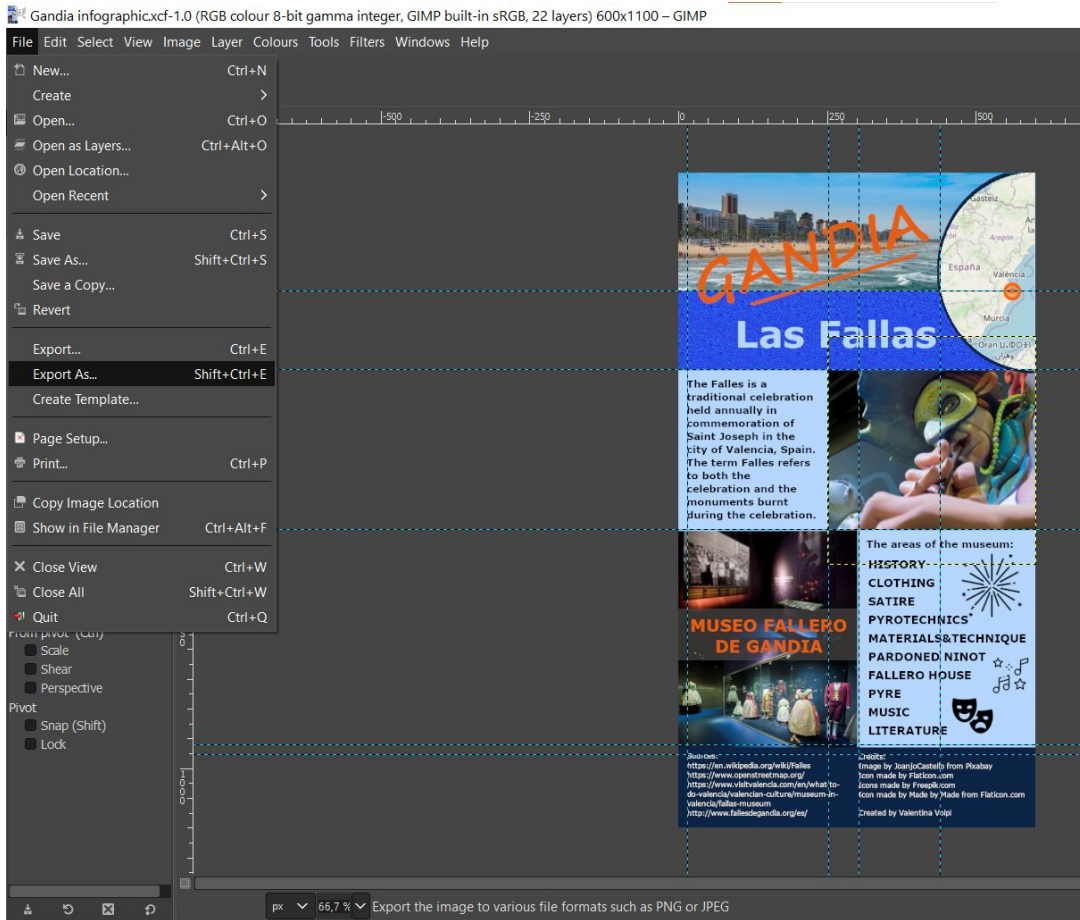 Gandia infographic.xcf-1.0 (RGB colour 8-bit gamma integer, GIMP built-in sRGB, 22 layers) 600x1100 – GIMP
File Edit Select View Image Layer Colours Tools Filters Windows Help
New... Ctrl+N
Create >
Open... Ctrl+O
Open as Layers... Ctrl+Alt+O
Open Location...
Open Recent >
Save Ctrl+S
Save As... Shift+Ctrl+S
Save a Copy...
Revert
Export... Ctrl+E
Export As... Shift+Ctrl+E
Create Template...
Page Setup...
Print... Ctrl+P
Copy Image Location
Show in File Manager Ctrl+Alt+F
Close View Ctrl+W
Close All Shift+Ctrl+W
Quit Ctrl+Q
From pivot (Ctrl)
Scale
Shear
Perspective
Pivot
Snap (Shift)
Lock
-500 -250 0 250 500
1000
GANDIA
Las Fallas
Gasteiz
Aragón
España
València
Murcia
Oran
وهران
The Falles is a
traditional celebration
held annually in
commemoration of
Saint Joseph in the
city of Valencia, Spain.
The term Falles refers
to both the
celebration and the
monuments burnt
during the celebration.
MUSEO FALLERO
DE GANDIA
The areas of the museum:
HISTORY
CLOTHING
SATIRE
PYROTECHNICS
MATERIALS&TECHNIQUE
PARDONED NINOT
FALLERO HOUSE
PYRE
MUSIC
LITERATURE
Sources:
https://en.wikipedia.org/wiki/Falles
https://www.openstreetmap.org/
https://www.visitvalencia.com/en/what-to-
do-valencia/valencian-culture/museum-in-
valencia/fallas-museum
http://www.fallesdegandia.org/es/
Credits:
Image by JoanjoCastello from Pixabay
Icon made by Flaticon.com
Icons made by Freepik.com
Icon made by Made by Made from Flaticon.com
Created by Valentina Volpi
px 66,7 % Export the image to various file formats such as PNG or JPEG